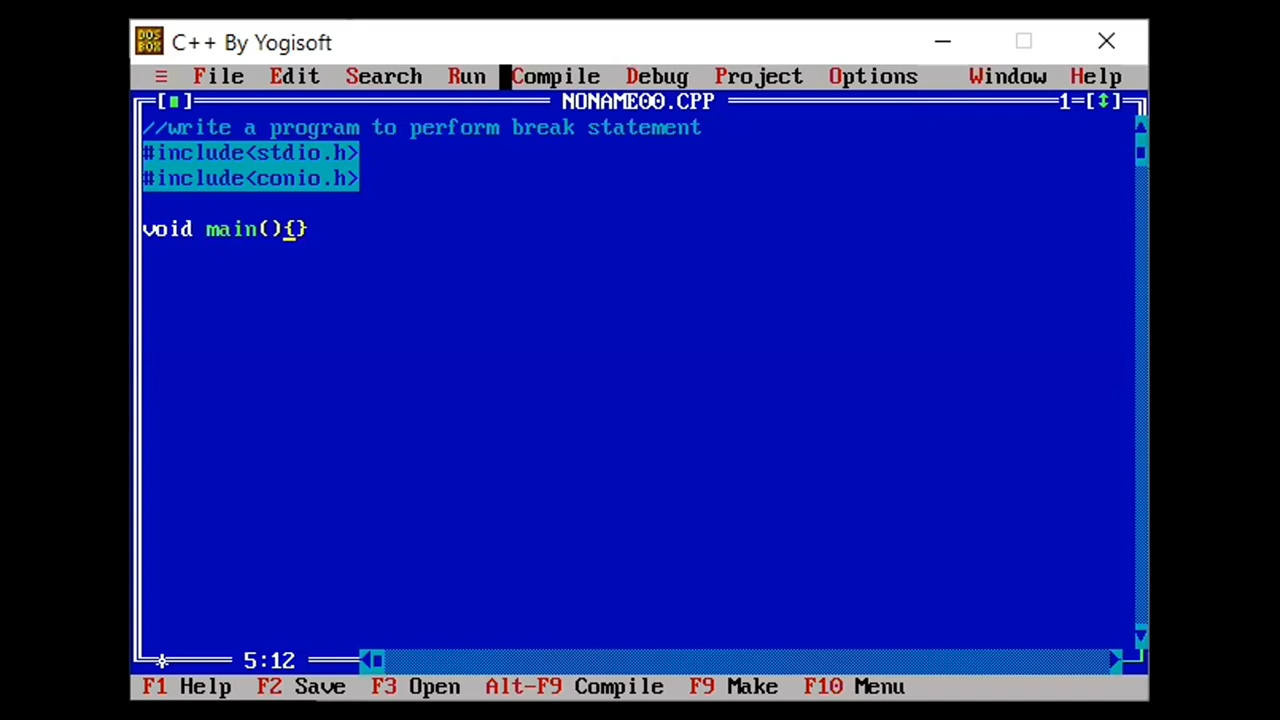 DOS BOX C++ By Yogisoft
≡ File Edit Search Run Compile Debug Project Options Window Help
[■] NONAME00.CPP 1=[↕]
//write a program to perform break statement
#include<stdio.h>
#include<conio.h>
void main(){}
5:12
F1 Help F2 Save F3 Open Alt-F9 Compile F9 Make F10 Menu